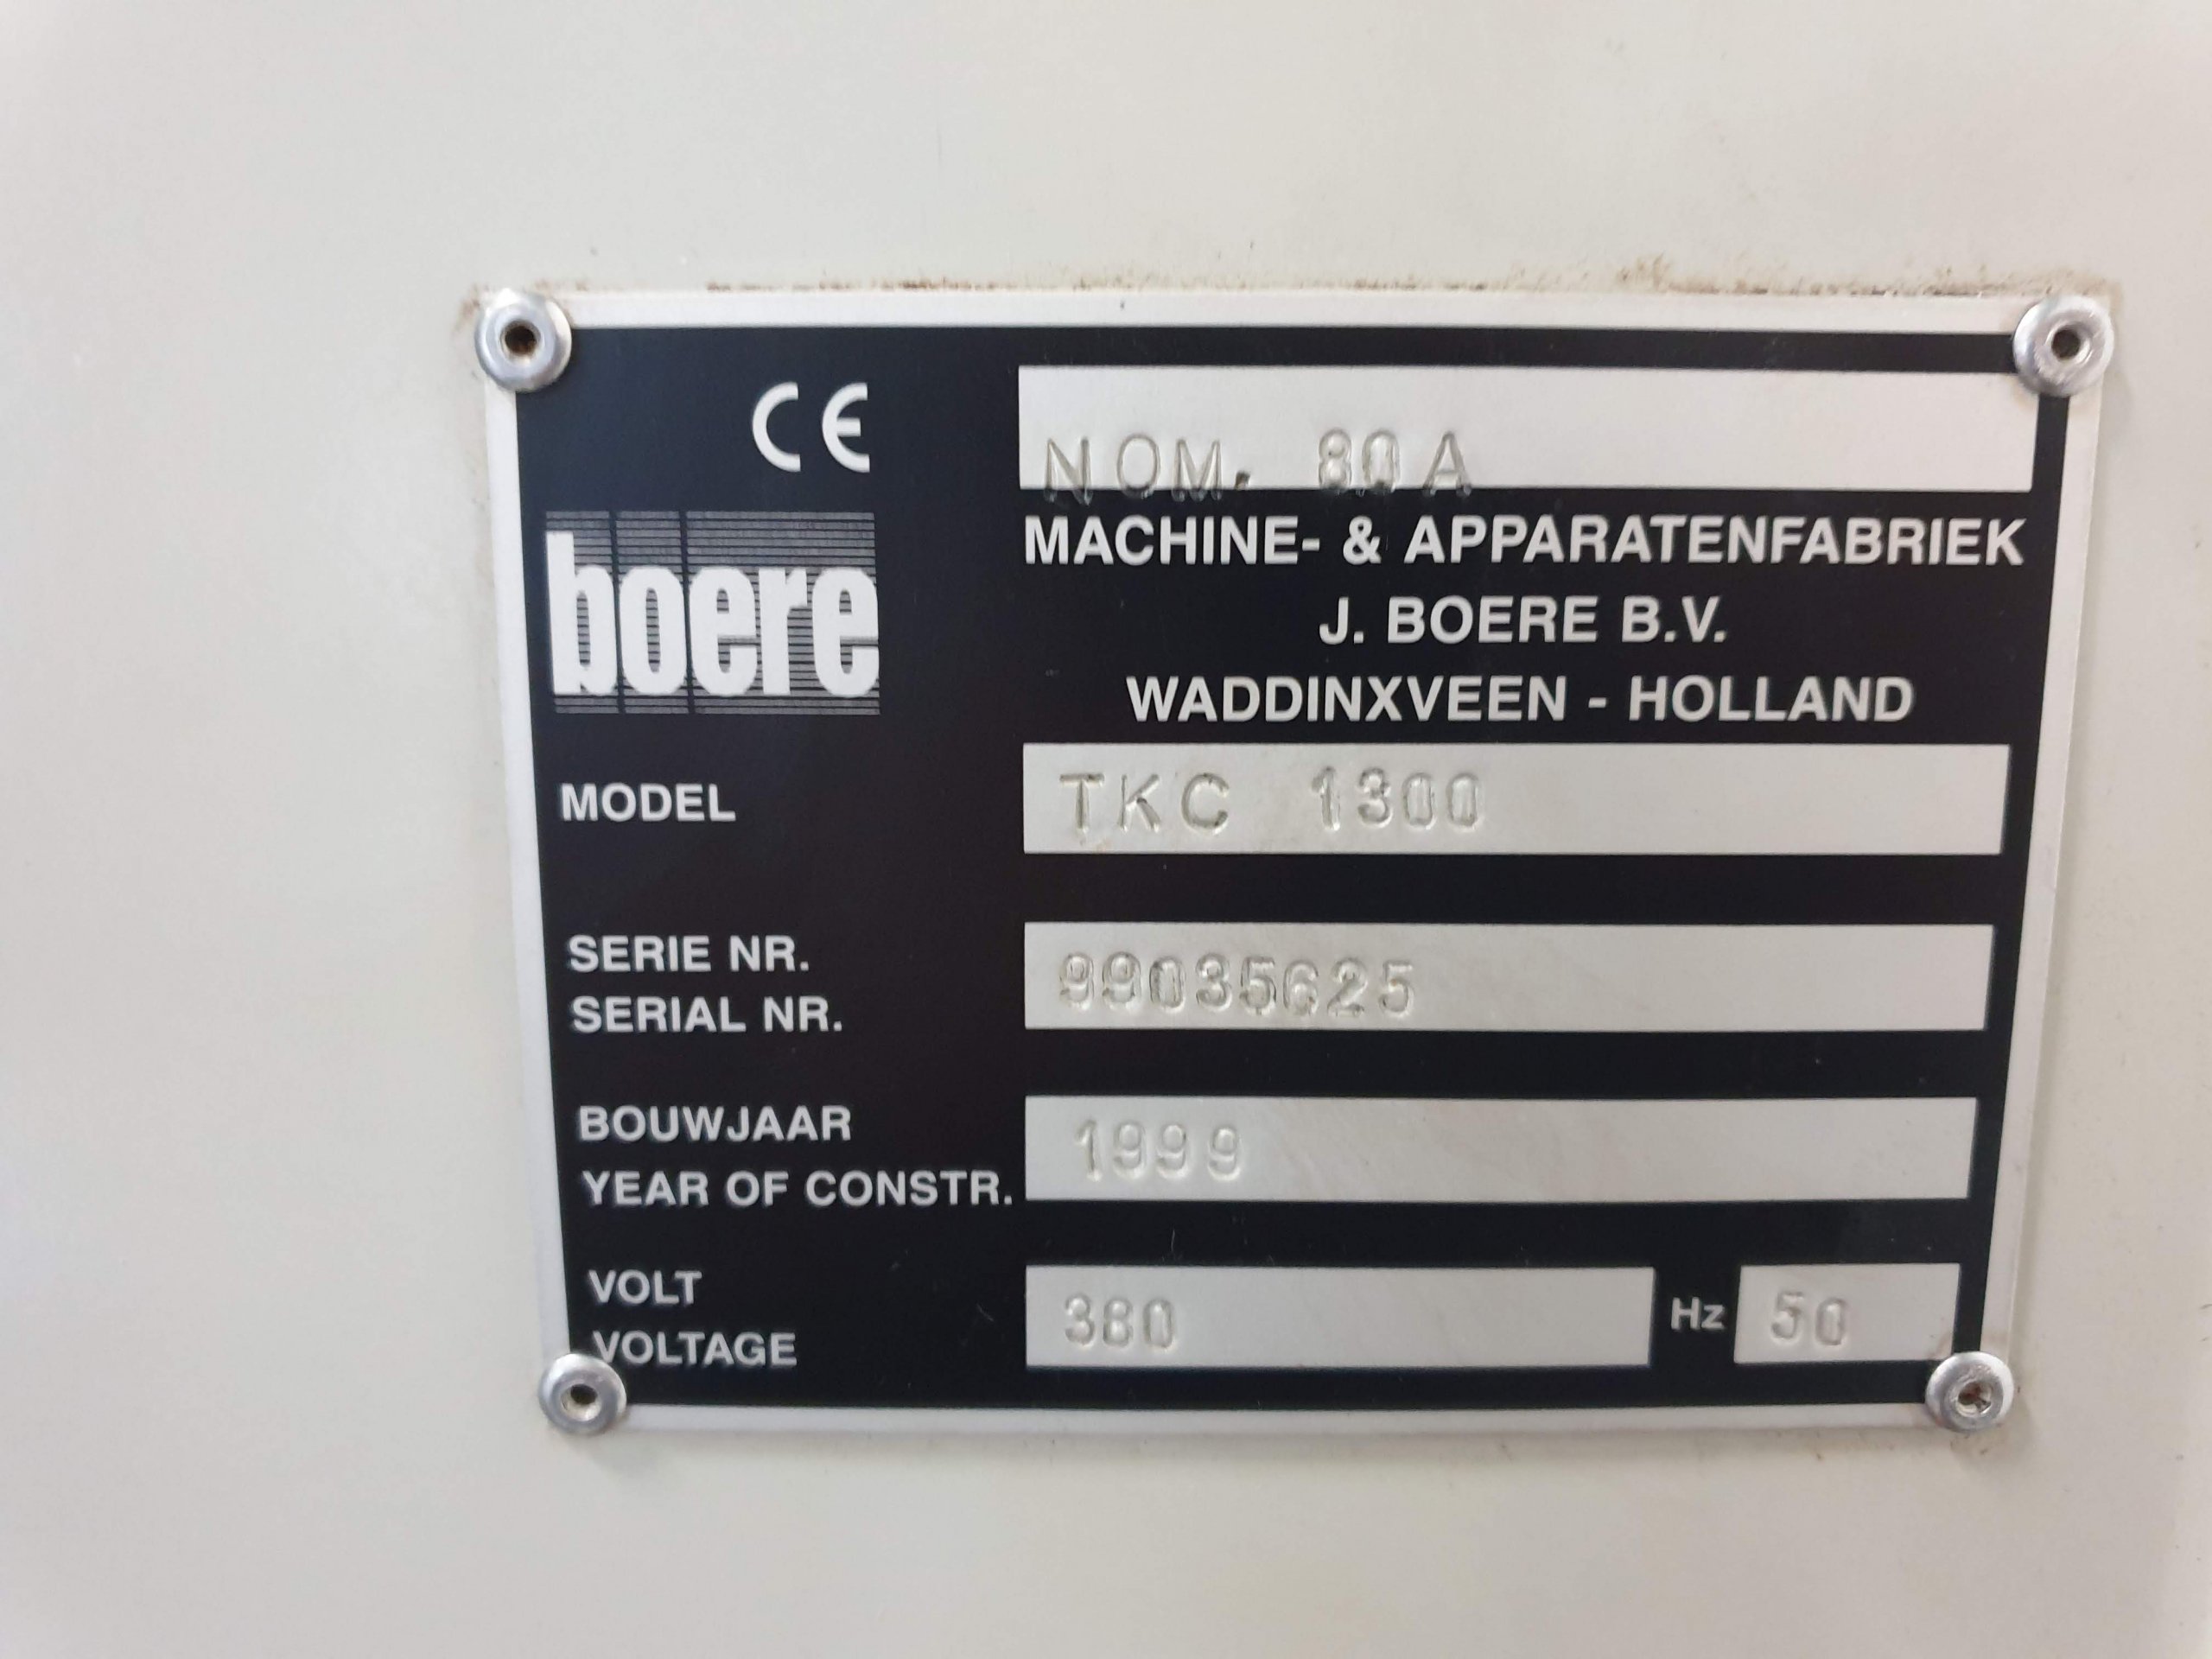 CE
NOM. 80A
boere
MACHINE- & APPARATENFABRIEK
J. BOERE B.V.
WADDINXVEEN - HOLLAND
MODEL TKC 1300
SERIE NR.
SERIAL NR. 99035625
BOUWJAAR
YEAR OF CONSTR. 1999
VOLT
VOLTAGE 380 Hz 50